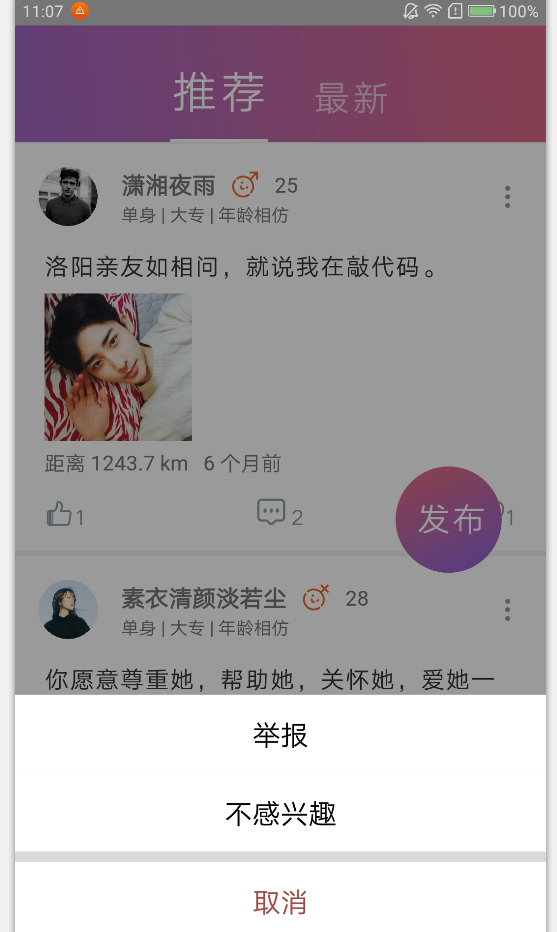 11:07
100%
推荐
最新
潇湘夜雨
25
单身 | 大专 | 年龄相仿
洛阳亲友如相问，就说我在敲代码。
距离 1243.7 km 6 个月前
1
2
1
发布
素衣清颜淡若尘
28
单身 | 大专 | 年龄相仿
你愿意尊重她，帮助她，关怀她，爱她一
举报
不感兴趣
取消